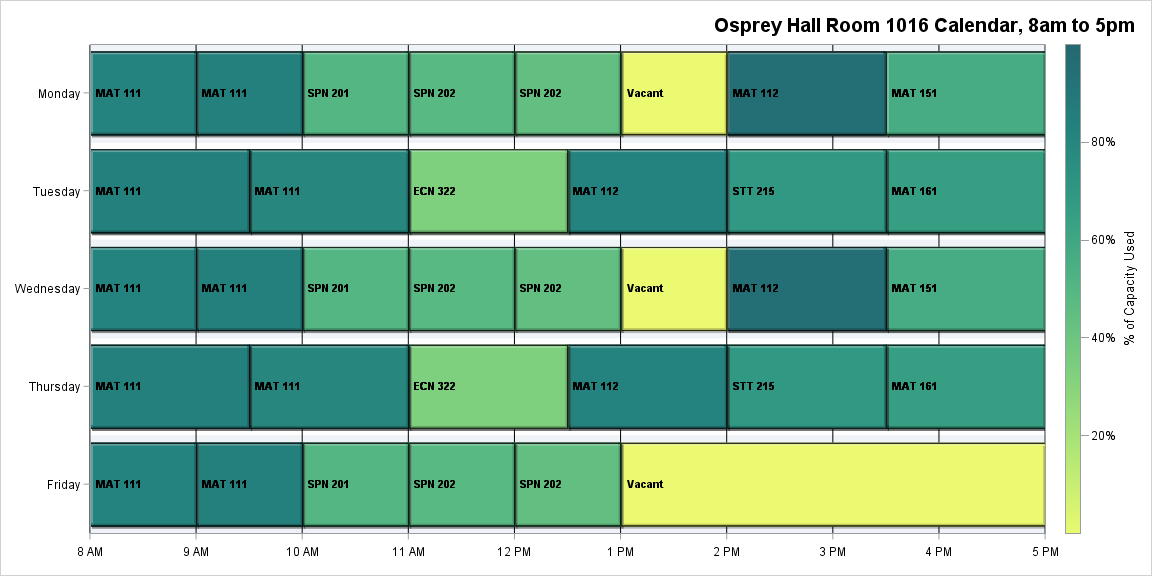 Osprey Hall Room 1016 Calendar, 8am to 5pm
Monday MAT 111 MAT 111 SPN 201 SPN 202 SPN 202 Vacant MAT 112 MAT 151
80%
Tuesday MAT 111 MAT 111 ECN 322 MAT 112 STT 215 MAT 161
60%
% of Capacity Used
Wednesday MAT 111 MAT 111 SPN 201 SPN 202 SPN 202 Vacant MAT 112 MAT 151
40%
Thursday MAT 111 MAT 111 ECN 322 MAT 112 STT 215 MAT 161
20%
Friday MAT 111 MAT 111 SPN 201 SPN 202 SPN 202 Vacant
8 AM 9 AM 10 AM 11 AM 12 PM 1 PM 2 PM 3 PM 4 PM 5 PM